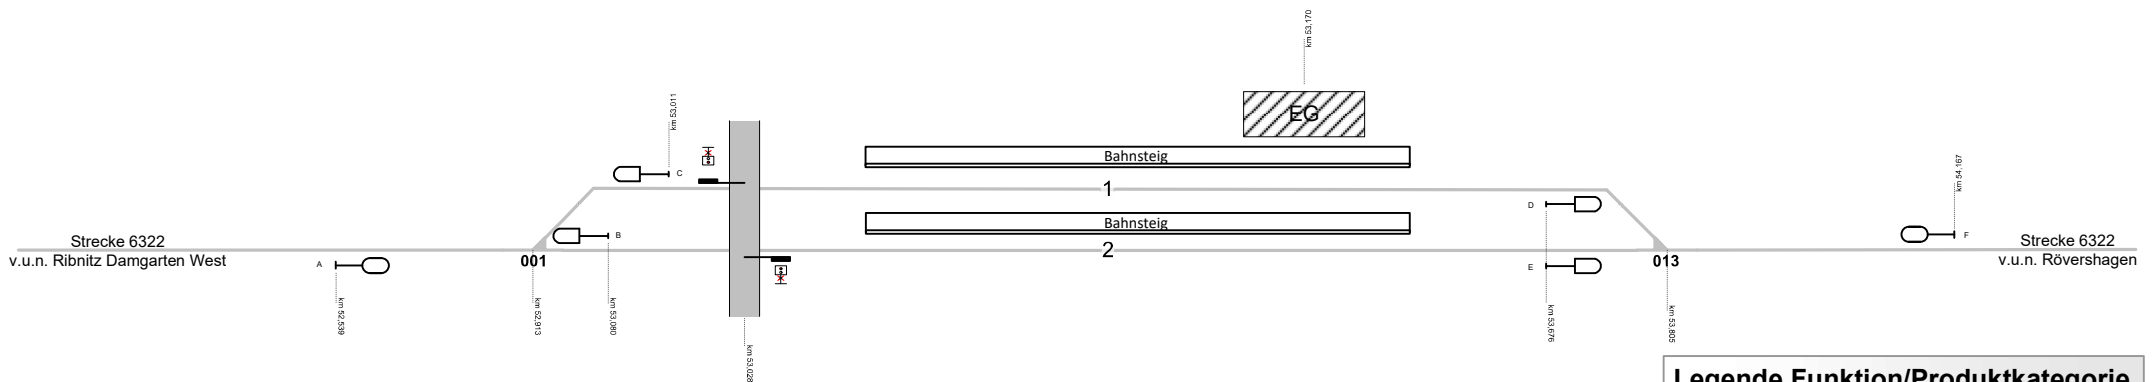 km 53,170
EG
km 53,011
Bahnsteig
km 54,167
C
1
D
Bahnsteig
Strecke 6322
v.u.n. Ribnitz Damgarten West
B
2
F
Strecke 6322
v.u.n. Rövershagen
A
001
E
013
km 52,539
km 52,913
km 53,080
km 53,028
km 53,676
km 53,805
Legende Funktion/Produktkategorie